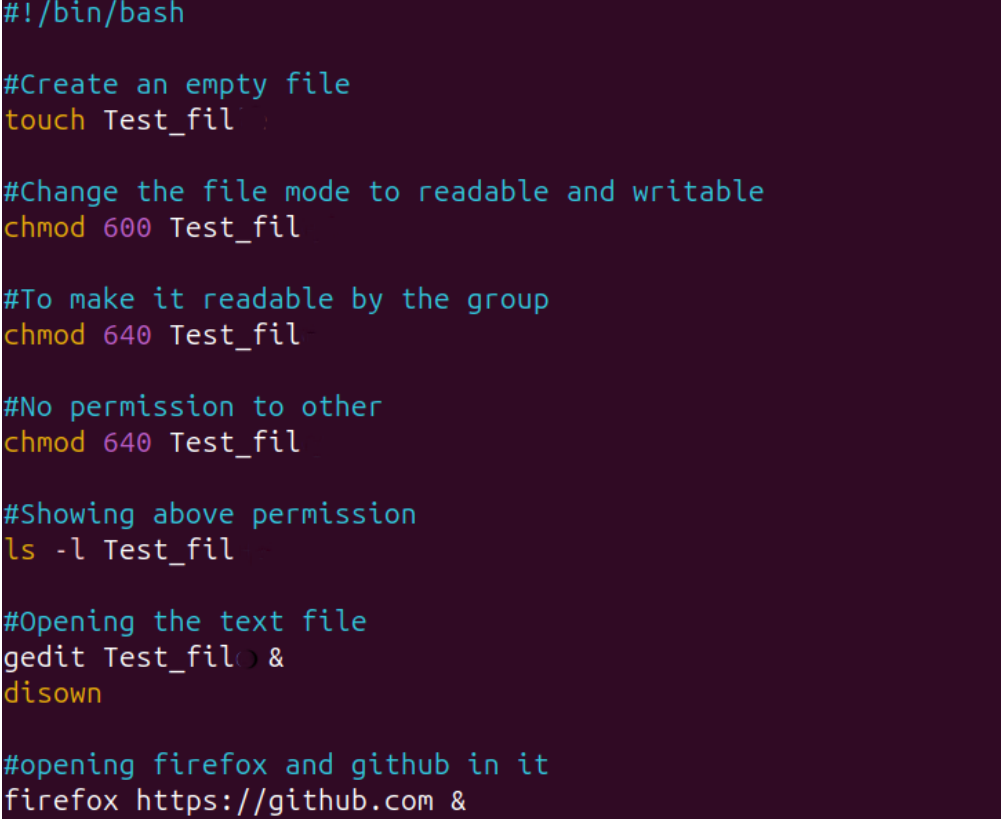 #!/bin/bash
#Create an empty file
touch Test_fil
#Change the file mode to readable and writable
chmod 600 Test_fil
#To make it readable by the group
chmod 640 Test_fil
#No permission to other
chmod 640 Test_fil
#Showing above permission
ls -l Test_fil
#Opening the text file
gedit Test_fil &
disown
#opening firefox and github in it
firefox https://github.com &